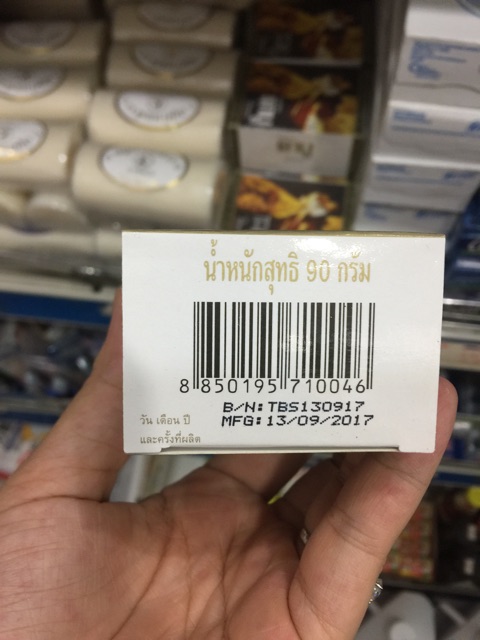 น้ำหนักสุทธิ 90 กรัม
8 850195 710046
B/N: TBS130917
MFG: 13/09/2017
วัน เดือน ปี
และครั้งที่ผลิต